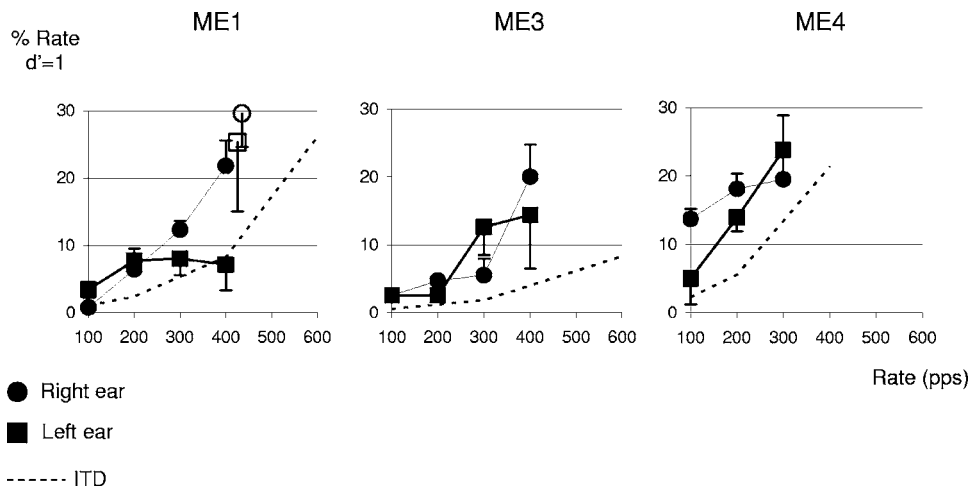 ME1 ME3 ME4
% Rate
d'=1
30 30 30
20 20 20
10 10 10
0 0 0
100 200 300 400 500 600 100 200 300 400 500 600 100 200 300 400 500 600
Rate (pps)
Right ear
Left ear
ITD